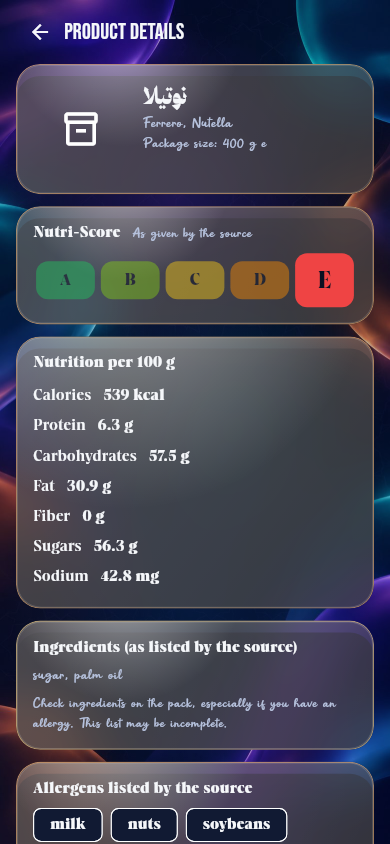 PRODUCT DETAILS
نوتيلا
Ferrero, Nutella
Package size: 400 g e
Nutri-Score As given by the source
A B C D E
Nutrition per 100 g
Calories 539 kcal
Protein 6.3 g
Carbohydrates 57.5 g
Fat 30.9 g
Fiber 0 g
Sugars 56.3 g
Sodium 42.8 mg
Ingredients (as listed by the source)
sugar, palm oil
Check ingredients on the pack, especially if you have an
allergy. This list may be incomplete.
Allergens listed by the source
milk nuts soybeans